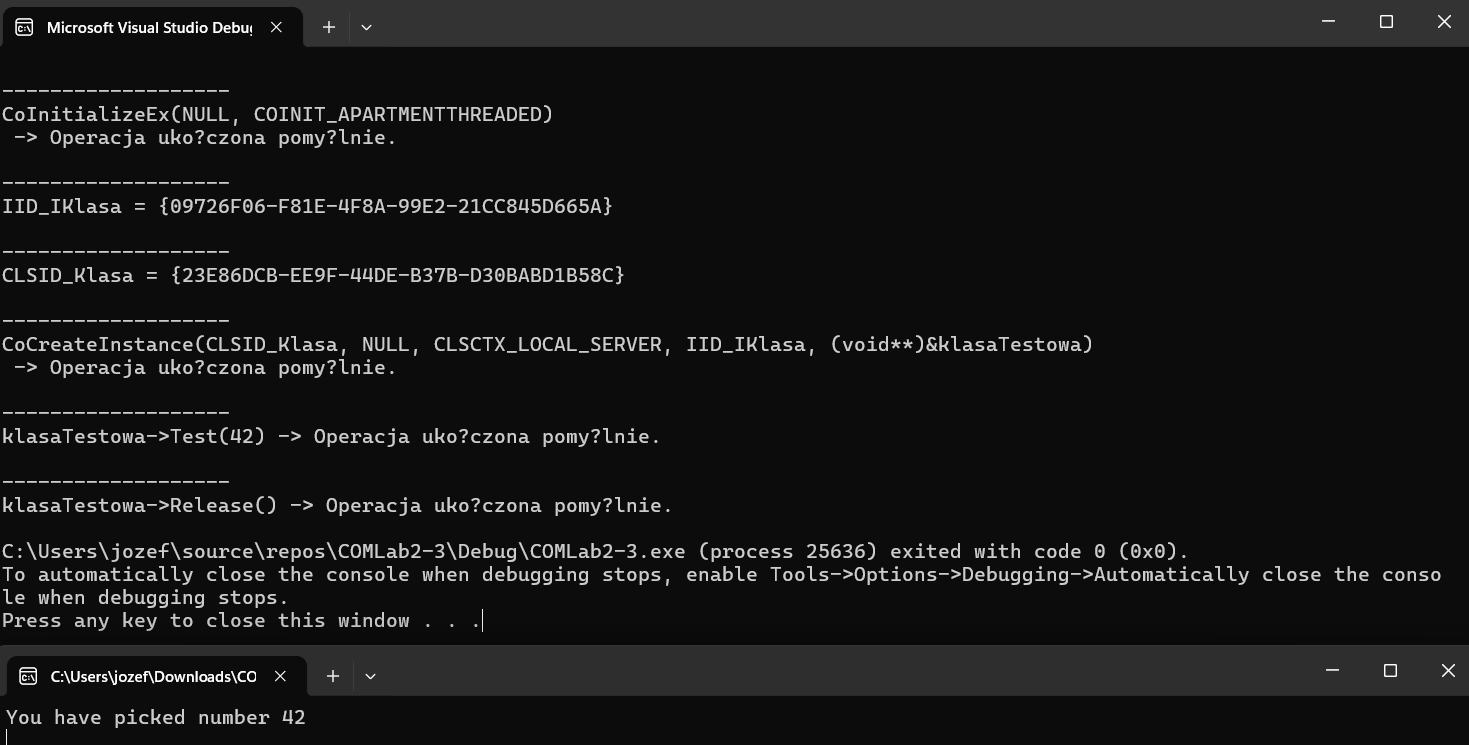 Microsoft Visual Studio Debug
-------------------
CoInitializeEx(NULL, COINIT_APARTMENTTHREADED)
 -> Operacja uko?czona pomy?lnie.
-------------------
IID_IKlasa = {09726F06-F81E-4F8A-99E2-21CC845D665A}
-------------------
CLSID_Klasa = {23E86DCB-EE9F-44DE-B37B-D30BABD1B58C}
-------------------
CoCreateInstance(CLSID_Klasa, NULL, CLSCTX_LOCAL_SERVER, IID_IKlasa, (void**)&klasaTestowa)
 -> Operacja uko?czona pomy?lnie.
-------------------
klasaTestowa->Test(42) -> Operacja uko?czona pomy?lnie.
-------------------
klasaTestowa->Release() -> Operacja uko?czona pomy?lnie.
C:\Users\jozef\source\repos\COMLab2-3\Debug\COMLab2-3.exe (process 25636) exited with code 0 (0x0).
To automatically close the console when debugging stops, enable Tools->Options->Debugging->Automatically close the conso
le when debugging stops.
Press any key to close this window . . .
C:\Users\jozef\Downloads\CO
You have picked number 42